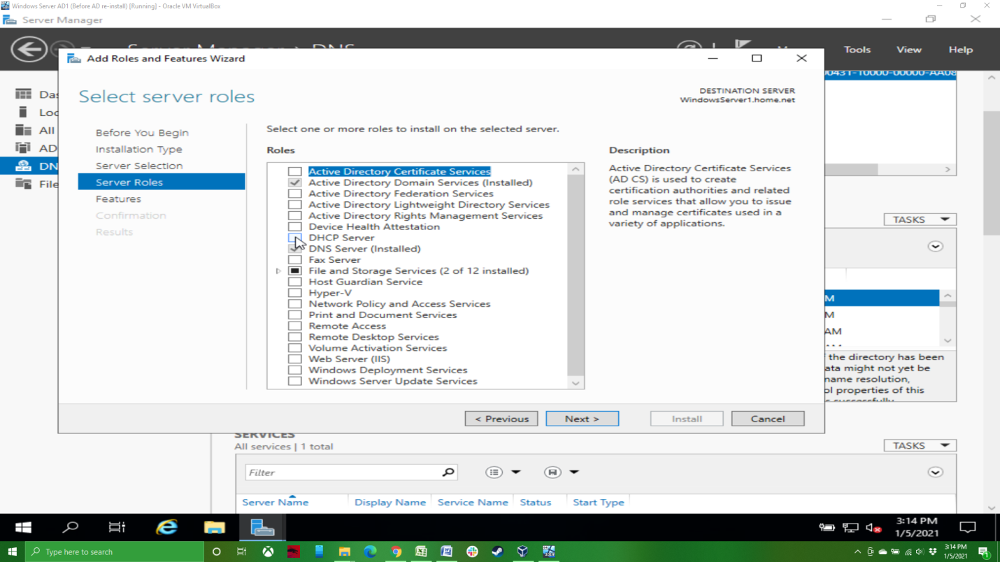 Windows Server AD1 (Before AD re-install) [Running] - Oracle VM VirtualBox
Server Manager
Tools View Help
Add Roles and Features Wizard
Select server roles
DESTINATION SERVER
WindowsServer1.home.net
Before You Begin
Installation Type
Server Selection
Server Roles
Features
Confirmation
Results
Select one or more roles to install on the selected server.
Roles
Active Directory Certificate Services
Active Directory Domain Services (Installed)
Active Directory Federation Services
Active Directory Lightweight Directory Services
Active Directory Rights Management Services
Device Health Attestation
DHCP Server
DNS Server (Installed)
Fax Server
File and Storage Services (2 of 12 installed)
Host Guardian Service
Hyper-V
Network Policy and Access Services
Print and Document Services
Remote Access
Remote Desktop Services
Volume Activation Services
Web Server (IIS)
Windows Deployment Services
Windows Server Update Services
Description
Active Directory Certificate Services
(AD CS) is used to create
certification authorities and related
role services that allow you to issue
and manage certificates used in a
variety of applications.
< Previous Next > Install Cancel
Das
Loc
All
AD
DN
File
00431-10000-00000-AA08
TASKS
M
M
AM
f the directory has been
ata might not yet be
name resolution,
ol properties of this
SERVICES
All services | 1 total
TASKS
Filter
Server Name Display Name Service Name Status Start Type
3:14 PM
1/5/2021
Type here to search
3:14 PM
1/5/2021